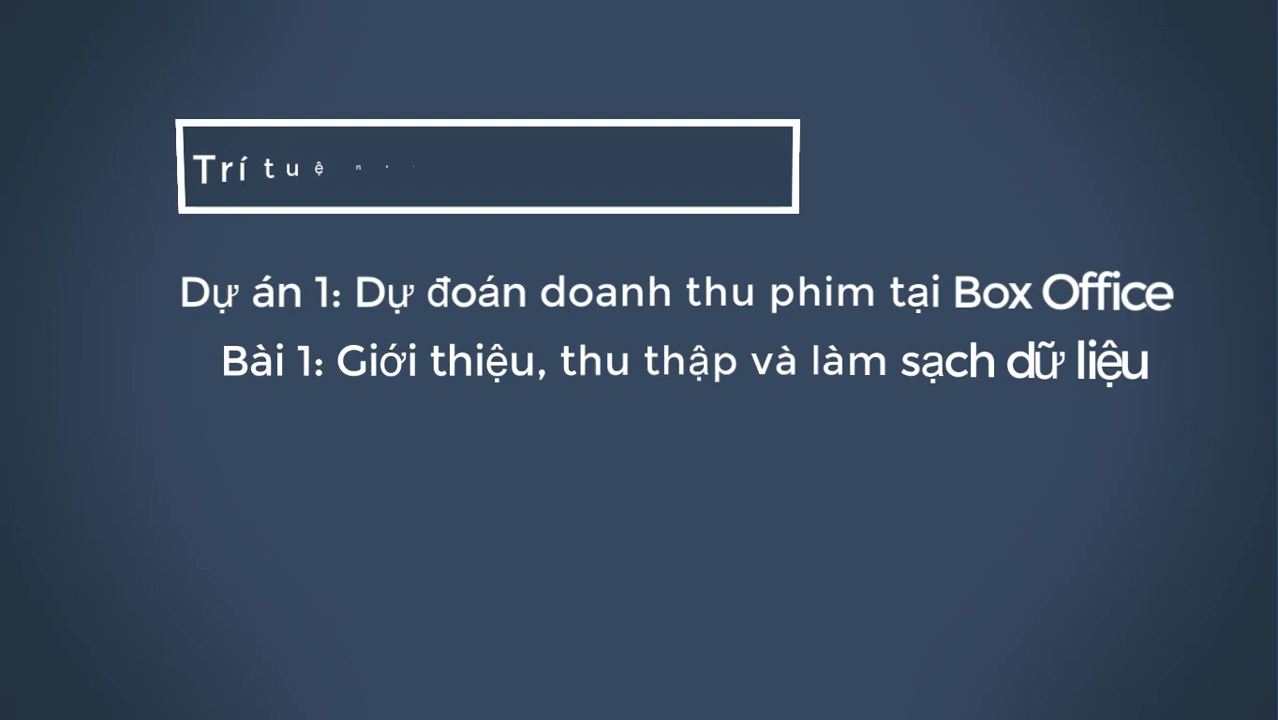 Trí tuệ n
Dự án 1: Dự đoán doanh thu phim tại Box Office
Bài 1: Giới thiệu, thu thập và làm sạch dữ liệu